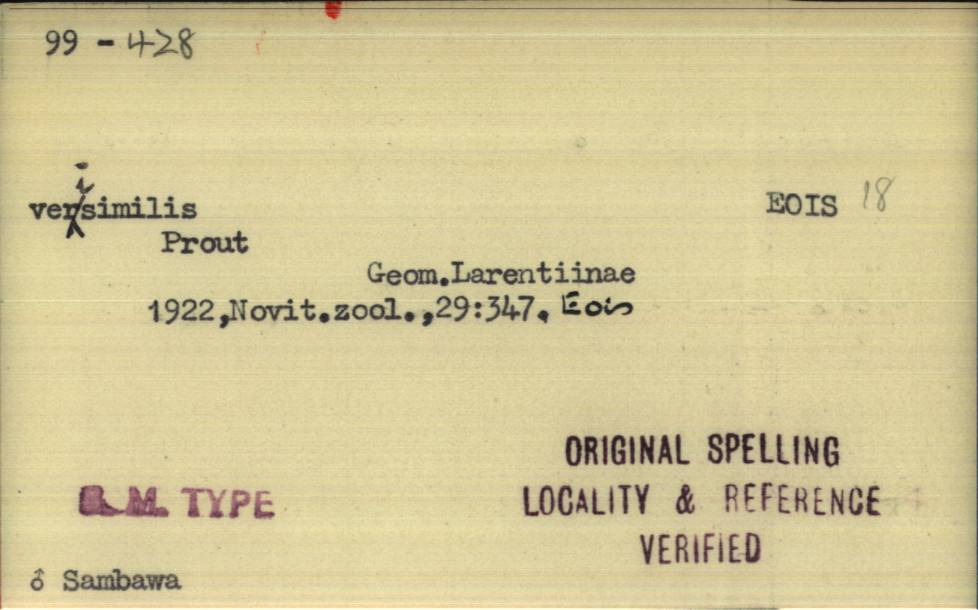 99 - 428
verisimilis
EOIS 18
Prout
Geom.Larentiinae
1922,Novit.zool.,29:347. Eois
ORIGINAL SPELLING
LOCALITY & REFERENCE
VERIFIED
B.M. TYPE
♂ Sambawa